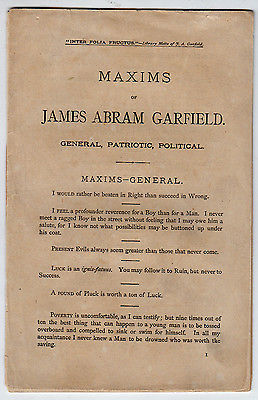 "INTER FOLIA FRUCTUS."—Library Motto of J. A. Garfield.
MAXIMS
OF
JAMES ABRAM GARFIELD.
GENERAL, PATRIOTIC, POLITICAL.
MAXIMS—GENERAL.
I WOULD rather be beaten in Right than succeed in Wrong.
I FEEL a profounder reverence for a Boy than for a Man. I never
meet a ragged Boy in the street without feeling that I may owe him a
salute, for I know not what possibilities may be buttoned up under
his coat.
PRESENT Evils always seem greater than those that never come.
LUCK is an ignis-fatuus. You may follow it to Ruin, but never to
Success.
A POUND of Pluck is worth a ton of Luck.
POVERTY is uncomfortable, as I can testify; but nine times out of
ten the best thing that can happen to a young man is to be tossed
overboard and compelled to sink or swim for himself. In all my
acquaintance I never knew a Man to be drowned who was worth the
saving.
1